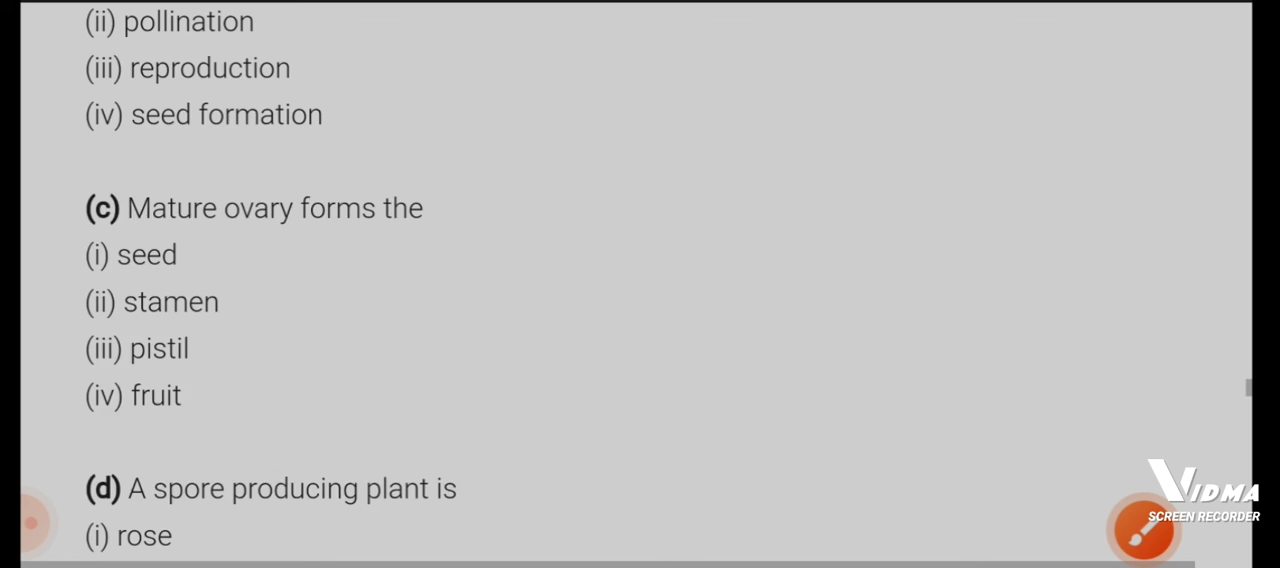 (ii) pollination
(iii) reproduction
(iv) seed formation
(c) Mature ovary forms the
(i) seed
(ii) stamen
(iii) pistil
(iv) fruit
(d) A spore producing plant is
(i) rose
VIDMA
SCREEN RECORDER